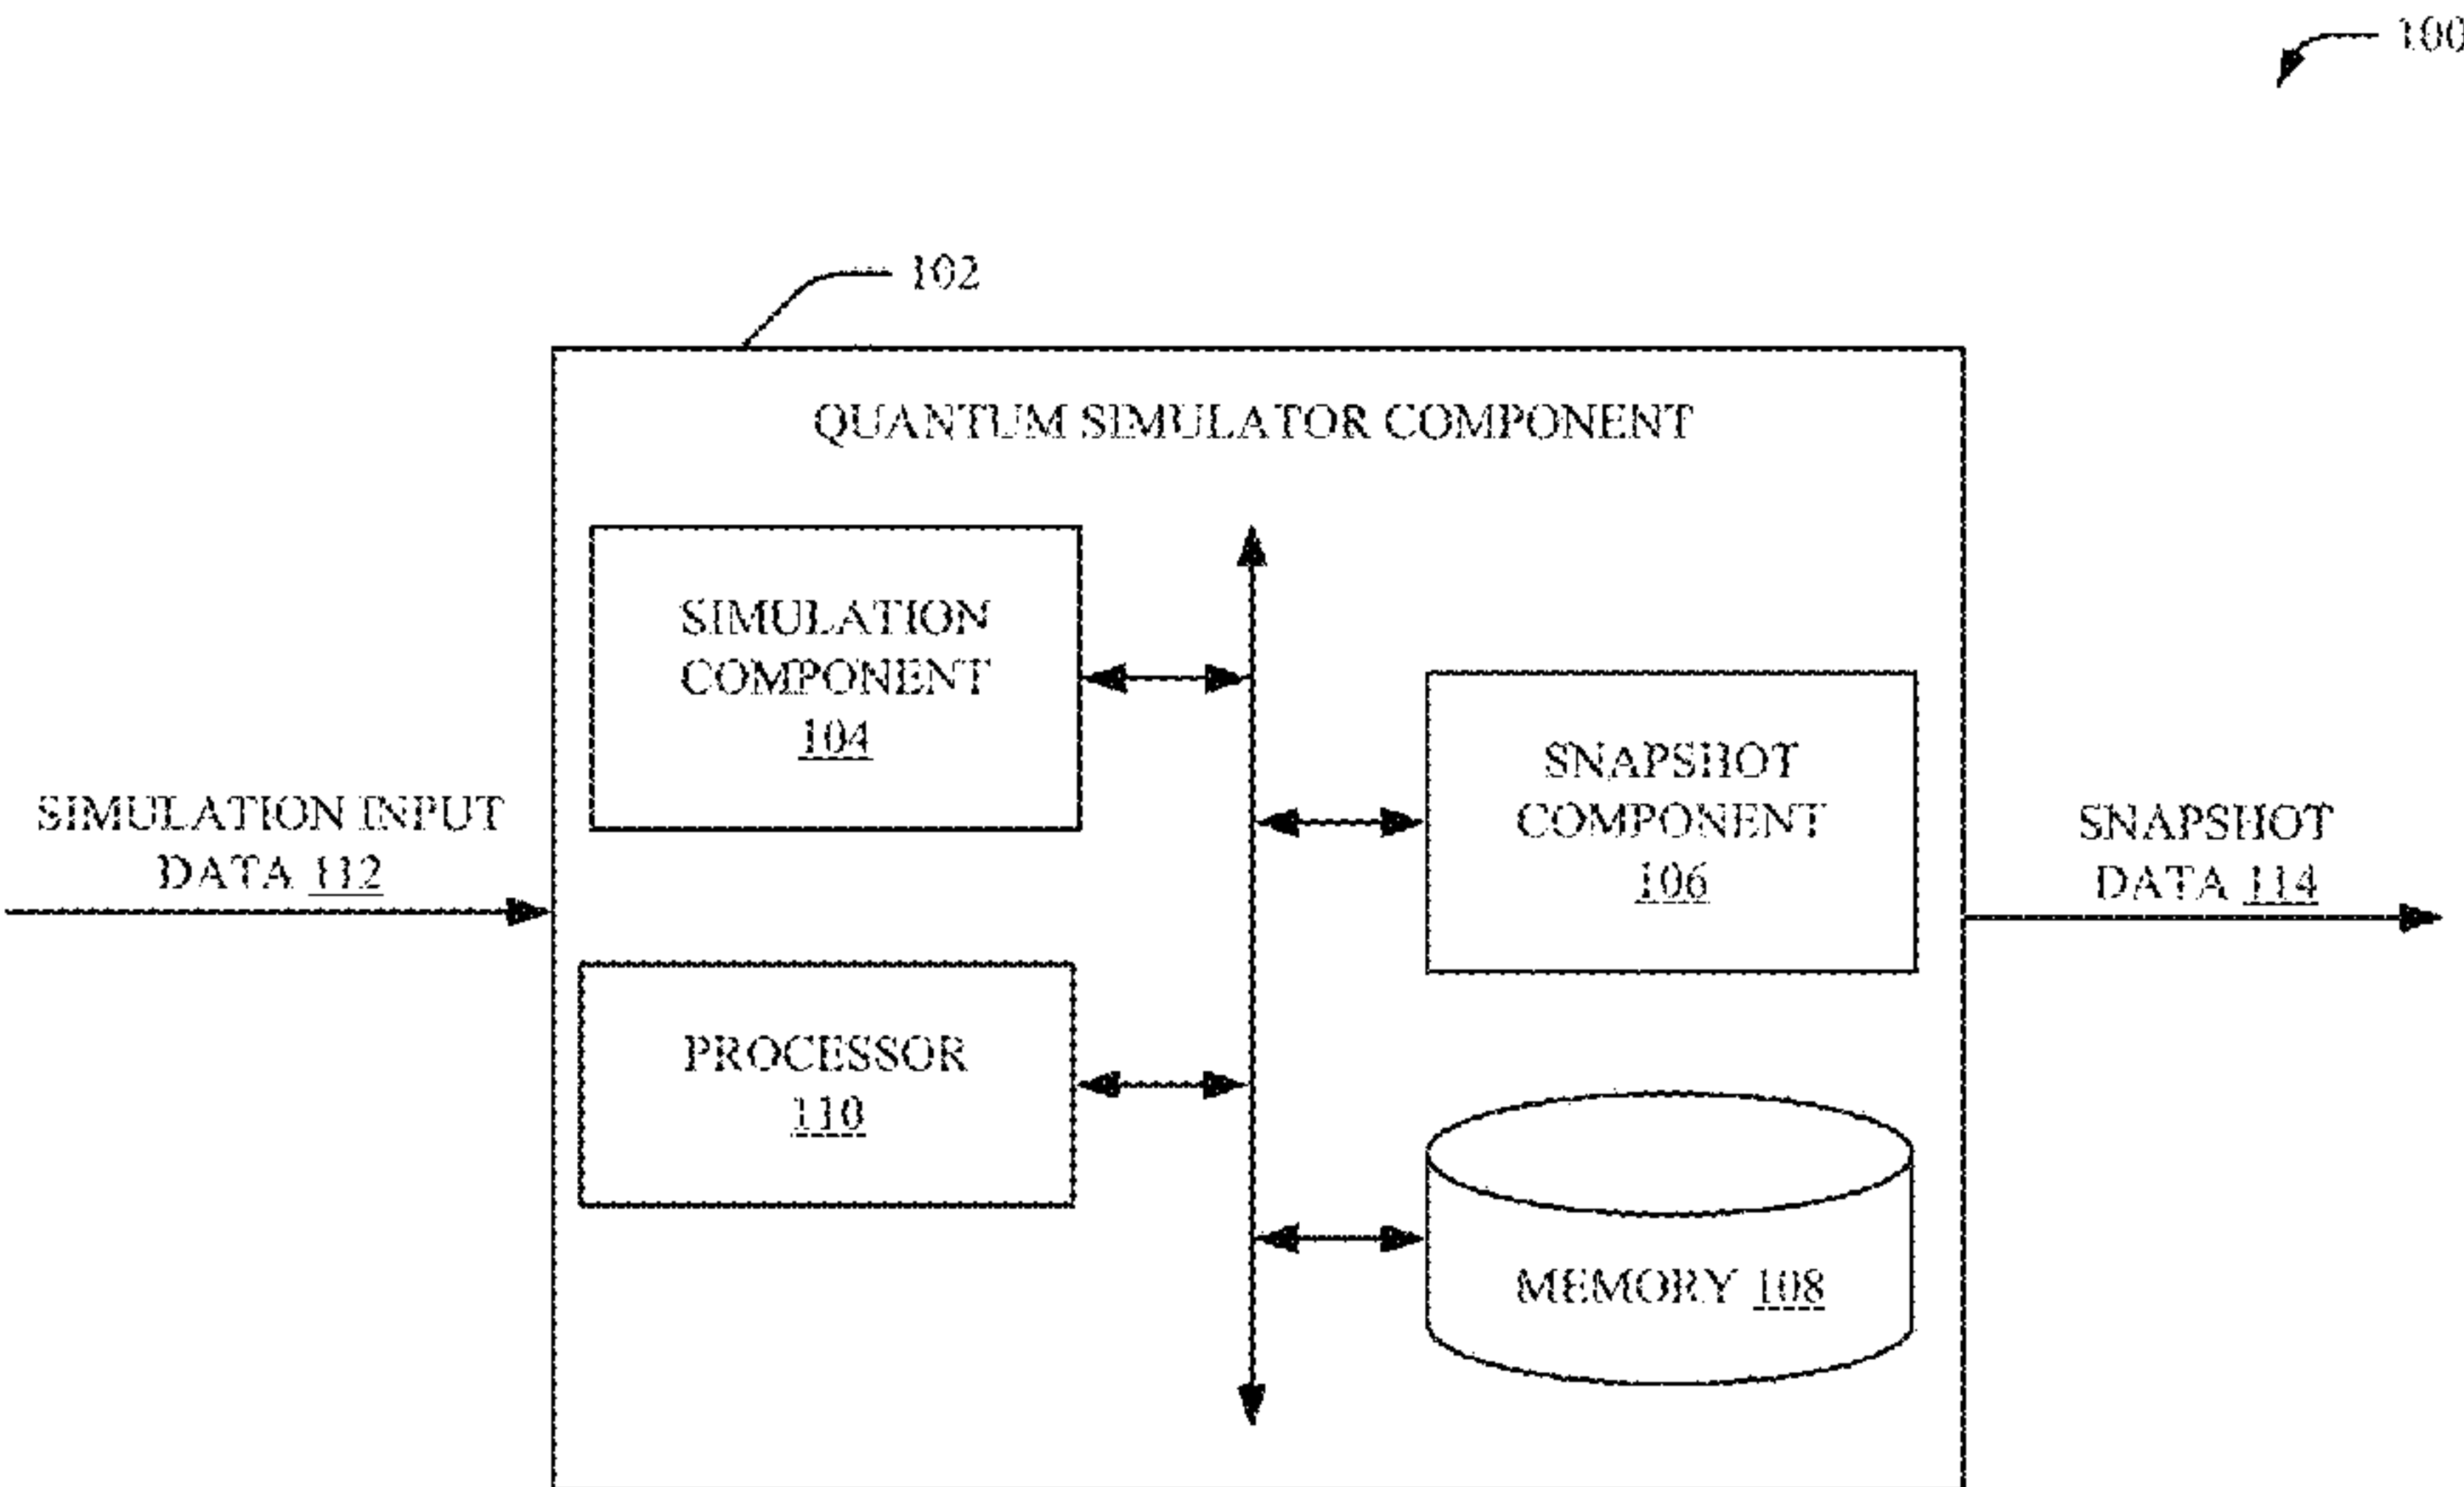 100
102
QUANTUM SIMULATOR COMPONENT
SIMULATION
COMPONENT
104
SNAPSHOT
COMPONENT
106
SIMULATION INPUT
DATA 112
SNAPSHOT
DATA 114
PROCESSOR
110
MEMORY 108